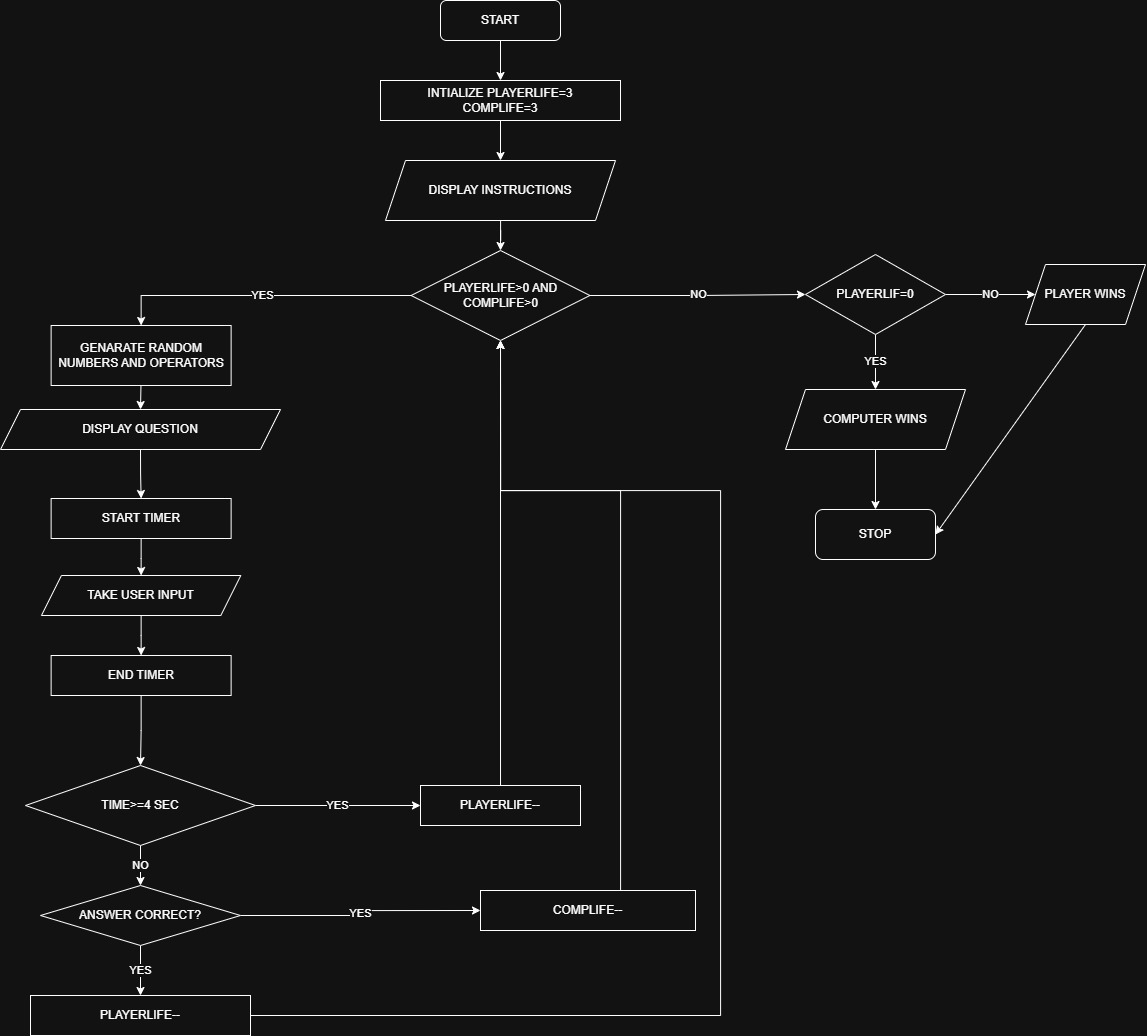 START
INTIALIZE PLAYERLIFE=3
COMPLIFE=3
DISPLAY INSTRUCTIONS
PLAYERLIFE>0 AND
COMPLIFE>0
YES
NO
PLAYERLIF=0
NO
PLAYER WINS
GENARATE RANDOM
NUMBERS AND OPERATORS
YES
DISPLAY QUESTION
COMPUTER WINS
START TIMER
STOP
TAKE USER INPUT
END TIMER
TIME>=4 SEC
YES
PLAYERLIFE--
NO
ANSWER CORRECT?
YES
COMPLIFE--
YES
PLAYERLIFE--